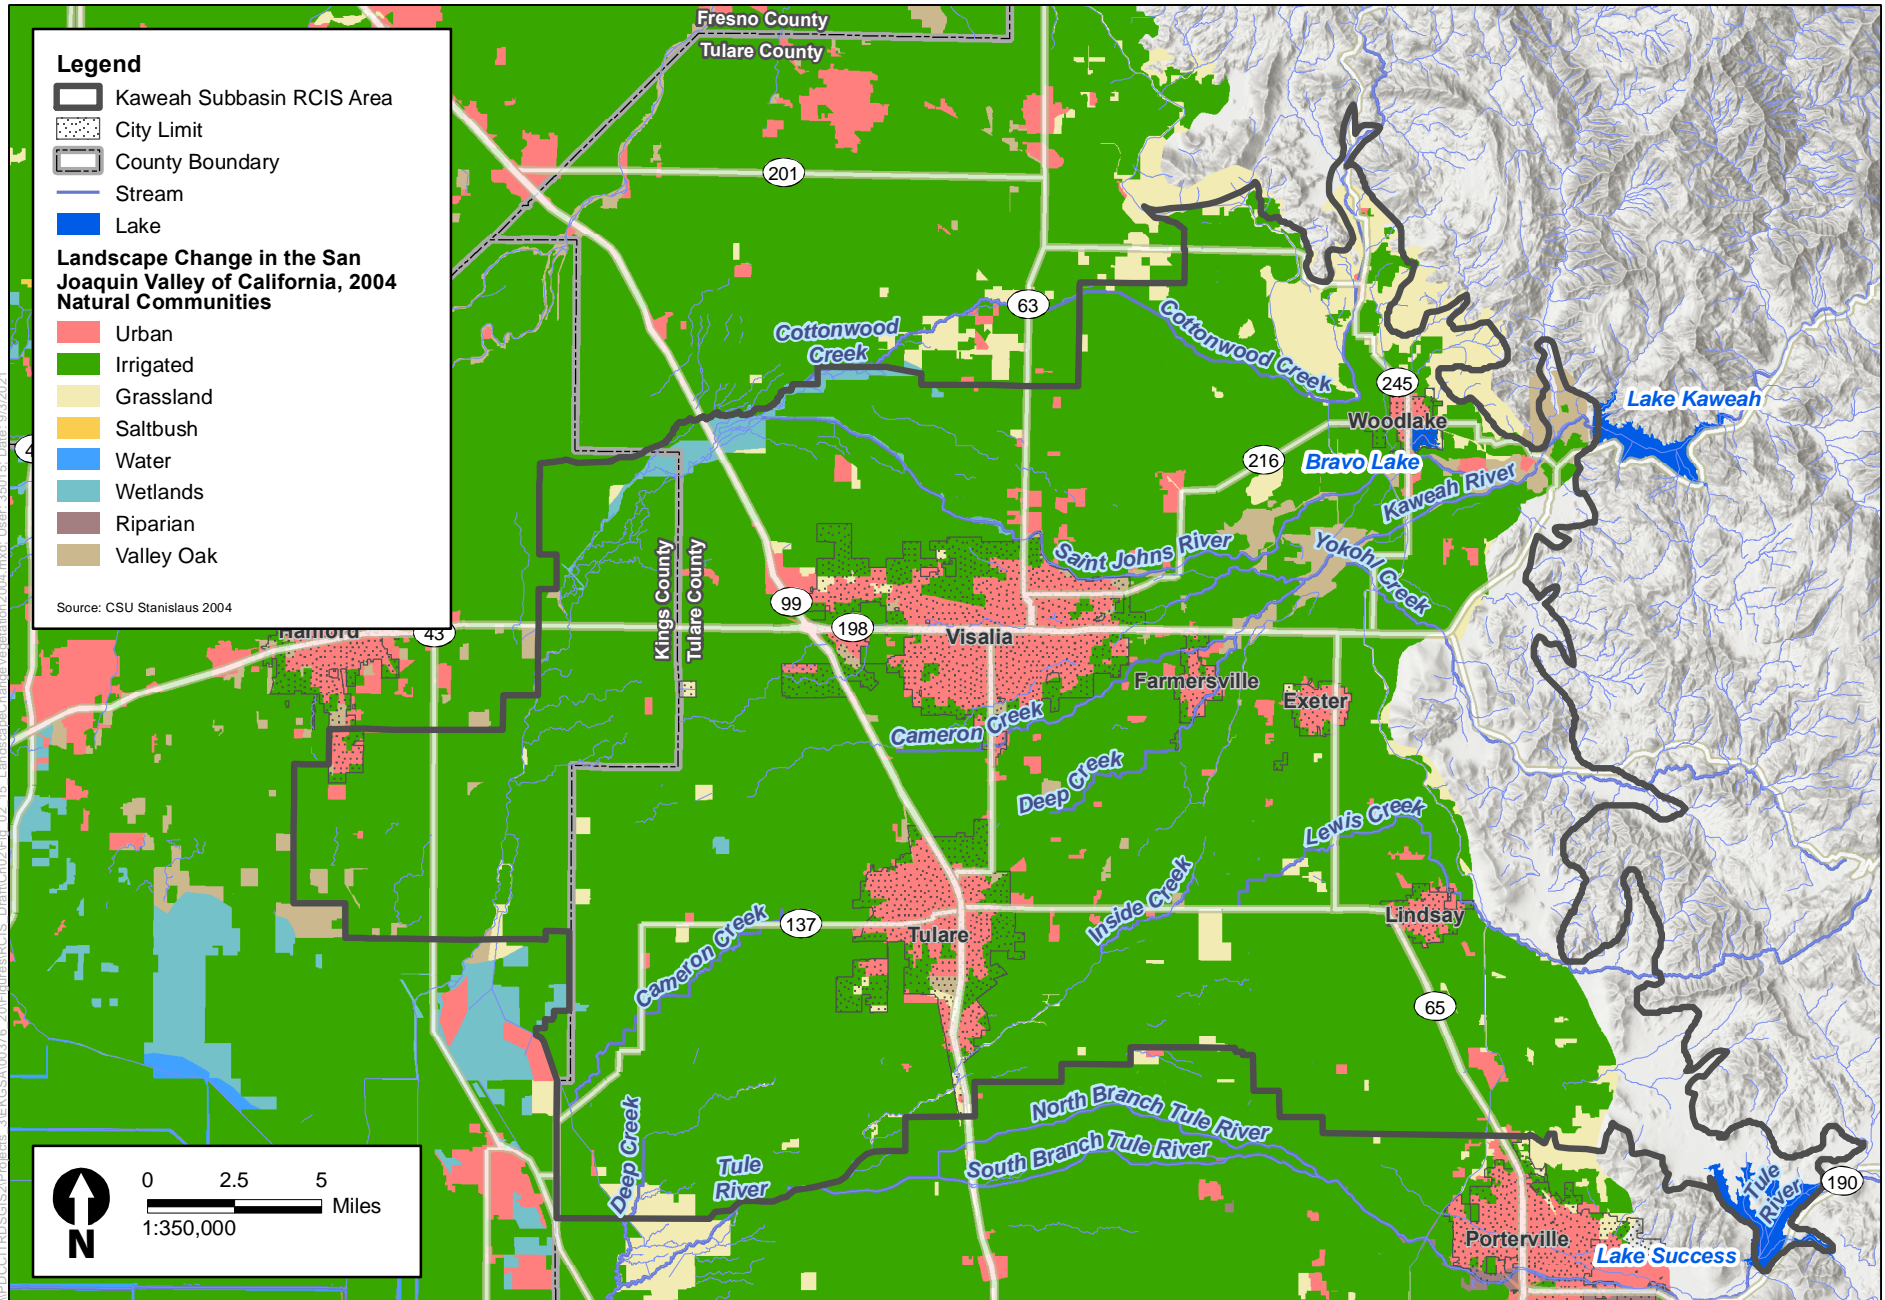 Legend
Kaweah Subbasin RCIS Area
City Limit
County Boundary
Stream
Lake
Landscape Change in the San
Joaquin Valley of California, 2004
Natural Communities
Urban
Irrigated
Grassland
Saltbush
Water
Wetlands
Riparian
Valley Oak
Source: CSU Stanislaus 2004
Fresno County
Tulare County
201
63
Cottonwood
Creek
Cottonwood Creek
245
Woodlake
Lake Kaweah
216
Bravo Lake
Kaweah River
Saint Johns River
Yokohl Creek
Kings County
Tulare County
99
198
Visalia
43
Hanford
Farmersville
Exeter
Cameron Creek
Deep Creek
Lewis Creek
Inside Creek
Lindsay
137
Tulare
Cameron Creek
65
North Branch Tule River
South Branch Tule River
Deep Creek
Tule
River
Tule
River
190
Porterville
Lake Success
0 2.5 5
Miles
1:350,000
N